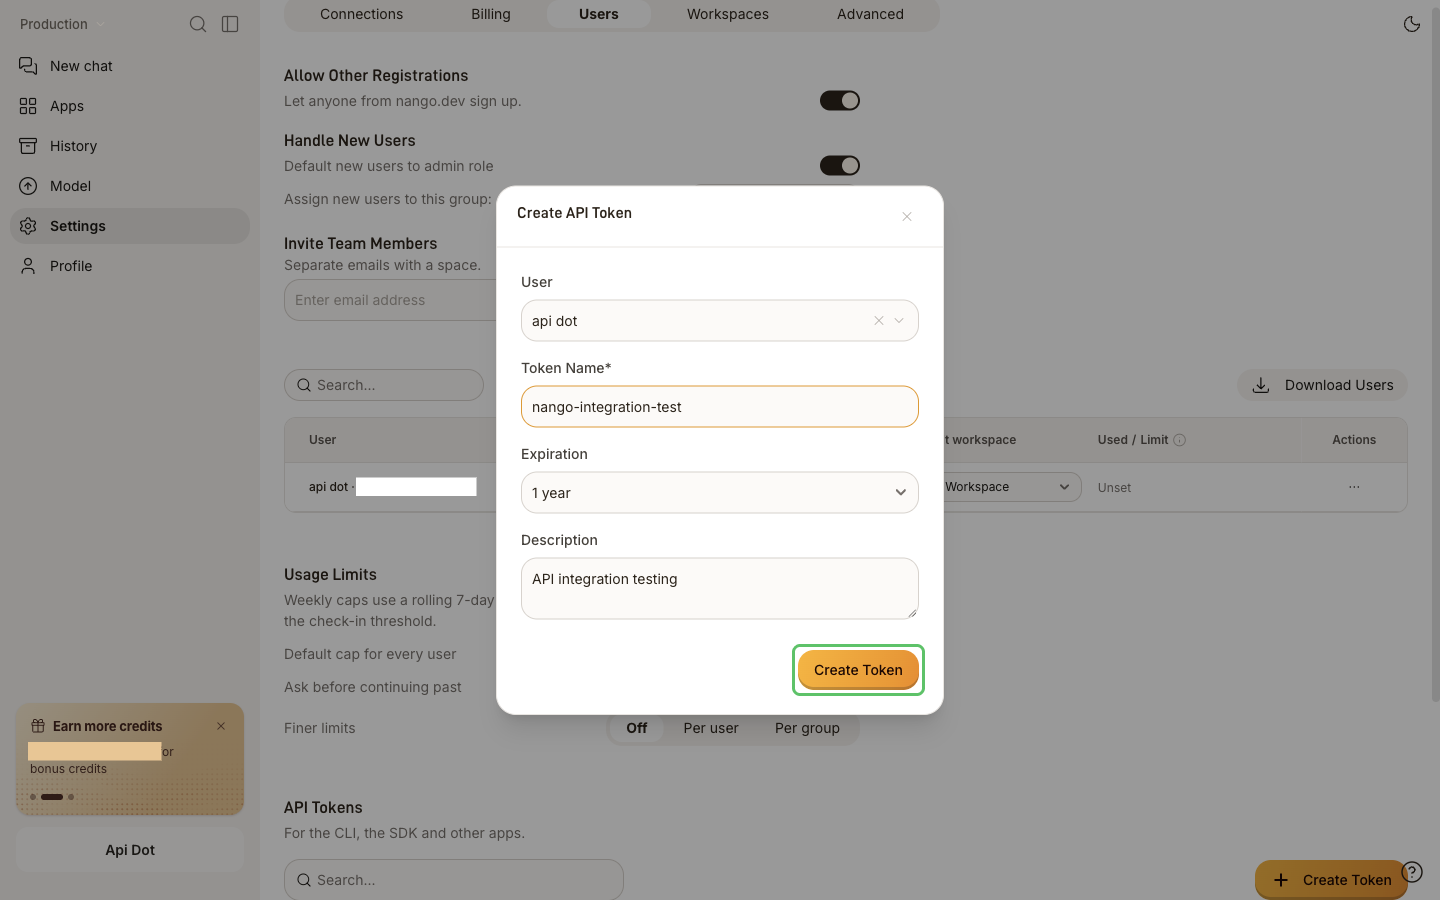 Production
New chat
Apps
History
Model
Settings
Profile
Earn more credits
or
bonus credits
Api Dot
Connections
Billing
Users
Workspaces
Advanced
Allow Other Registrations
Let anyone from nango.dev sign up.
Handle New Users
Default new users to admin role
Assign new users to this group:
Invite Team Members
Separate emails with a space.
Enter email address
Search...
Download Users
User
t workspace
Used / Limit
Actions
api dot ·
Workspace
Unset
...
Usage Limits
Weekly caps use a rolling 7-day
the check-in threshold.
Default cap for every user
Ask before continuing past
Finer limits
Off
Per user
Per group
API Tokens
For the CLI, the SDK and other apps.
Search...
+ Create Token
?
Create API Token
User
api dot
Token Name*
nango-integration-test
Expiration
1 year
Description
API integration testing
Create Token